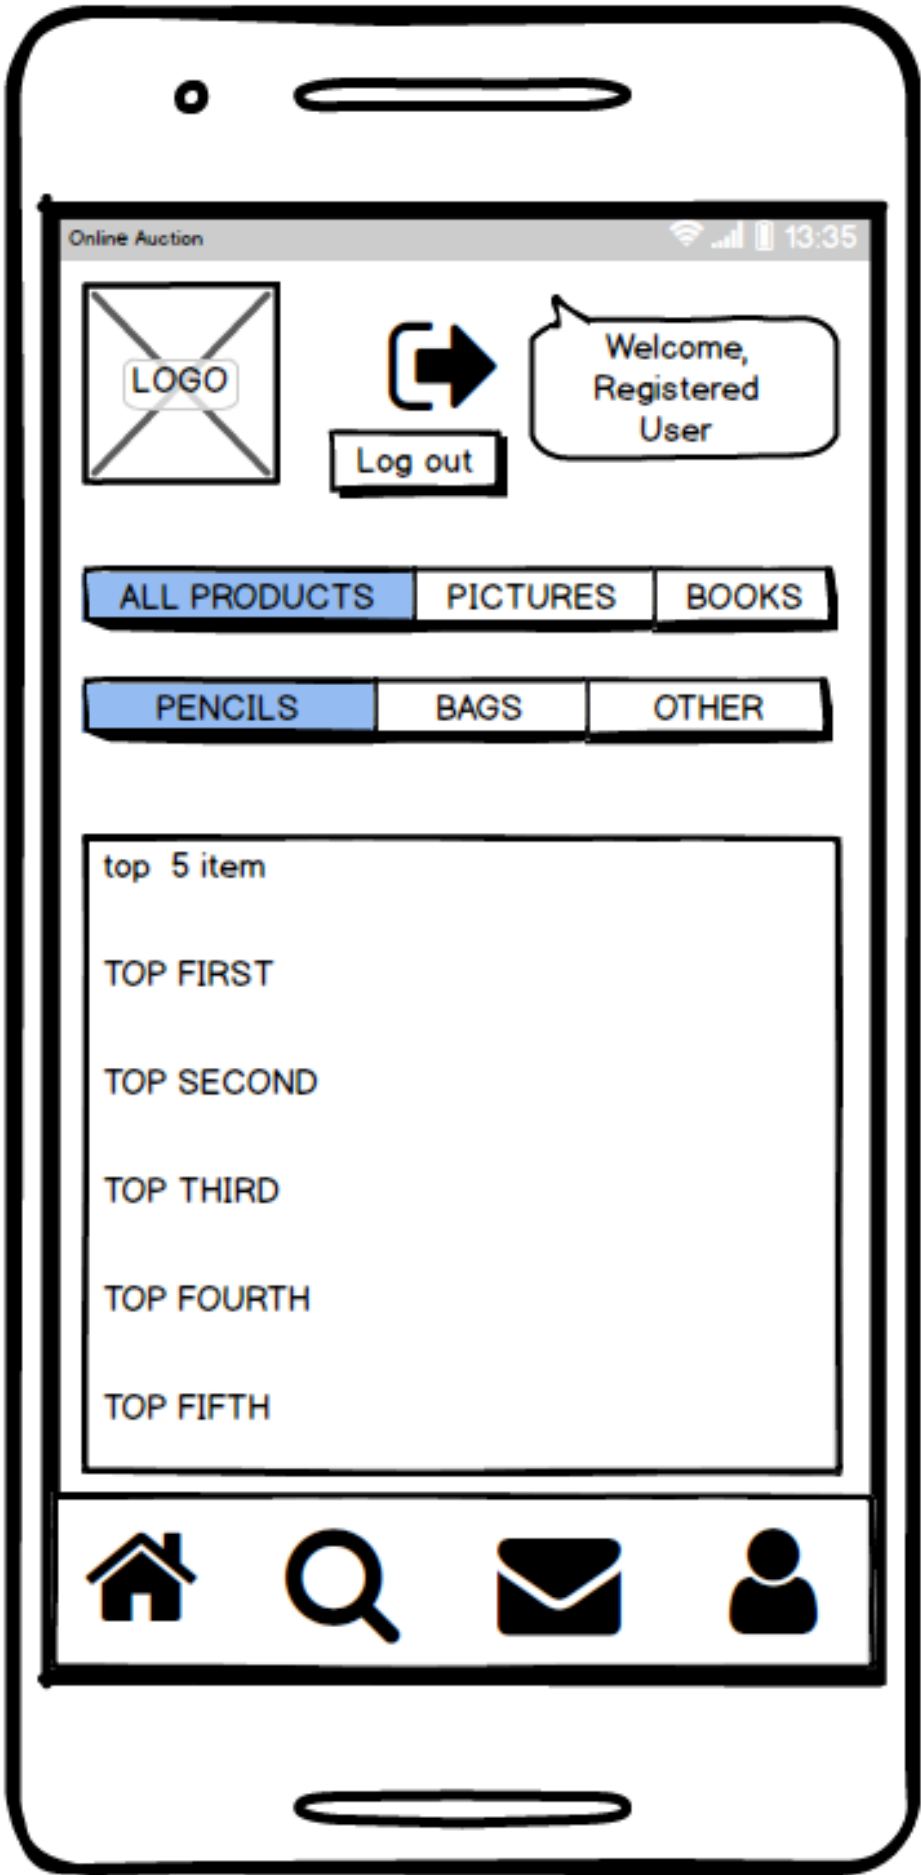 Online Auction 13:35
LOGO
Welcome,
Registered
User
Log out
ALL PRODUCTS PICTURES BOOKS
PENCILS BAGS OTHER
top 5 item
TOP FIRST
TOP SECOND
TOP THIRD
TOP FOURTH
TOP FIFTH